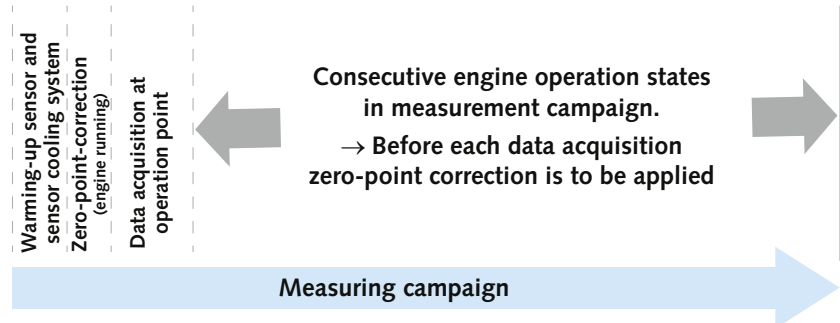 Warming-up sensor and
sensor cooling system
Zero-point-correction
(engine running)
Data acquisition at
operation point
Consecutive engine operation states
in measurement campaign.
→ Before each data acquisition
zero-point correction is to be applied
Measuring campaign